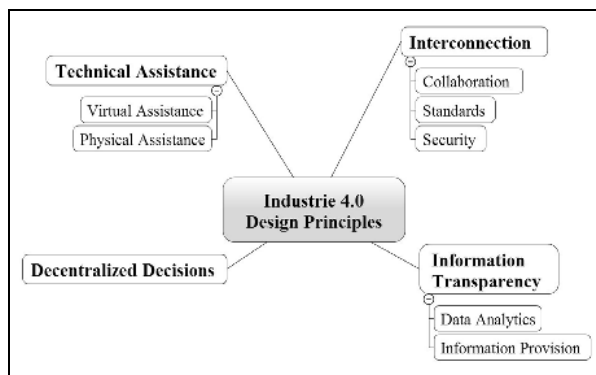 Interconnection
Collaboration
Standards
Security
Technical Assistance
Virtual Assistance
Physical Assistance
Industrie 4.0
Design Principles
Decentralized Decisions
Information
Transparency
Data Analytics
Information Provision